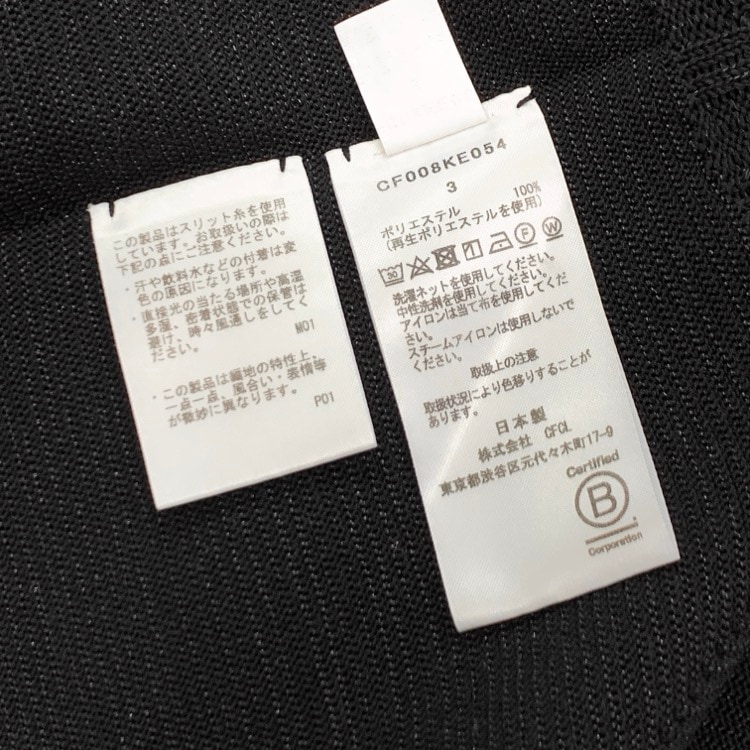 この製品はスリット糸を使用
しています。お取扱いの際は
下記の点にご注意ください。
・汗や飲料水などの付着は変
色の原因になります。
・直接光の当たる場所や高温
多湿、密着状態での保管は
避け、時々風通しをしてく
ださい。
M01
・この製品は編地の特性上、
一点一点、風合い・表情等
が微妙に異なります。
P01
CF008KE054
3
ポリエステル 100%
（再生ポリエステルを使用）
洗濯ネットを使用してください。
中性洗剤を使用してください。
アイロンは当て布を使用してくだ
さい。
スチームアイロンは使用しないで
ください。
取扱上の注意
取扱状況により色移りすることが
あります。
日本製
株式会社 CFCL
東京都渋谷区元代々木町17-9
Certified
B
Corporation